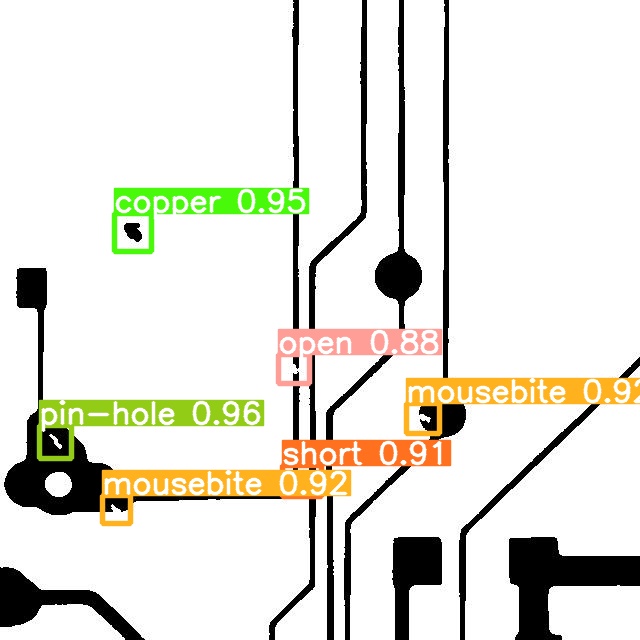 copper 0.95
open 0.88
mousebite 0.92
pin-hole 0.96
short 0.91
mousebite 0.92